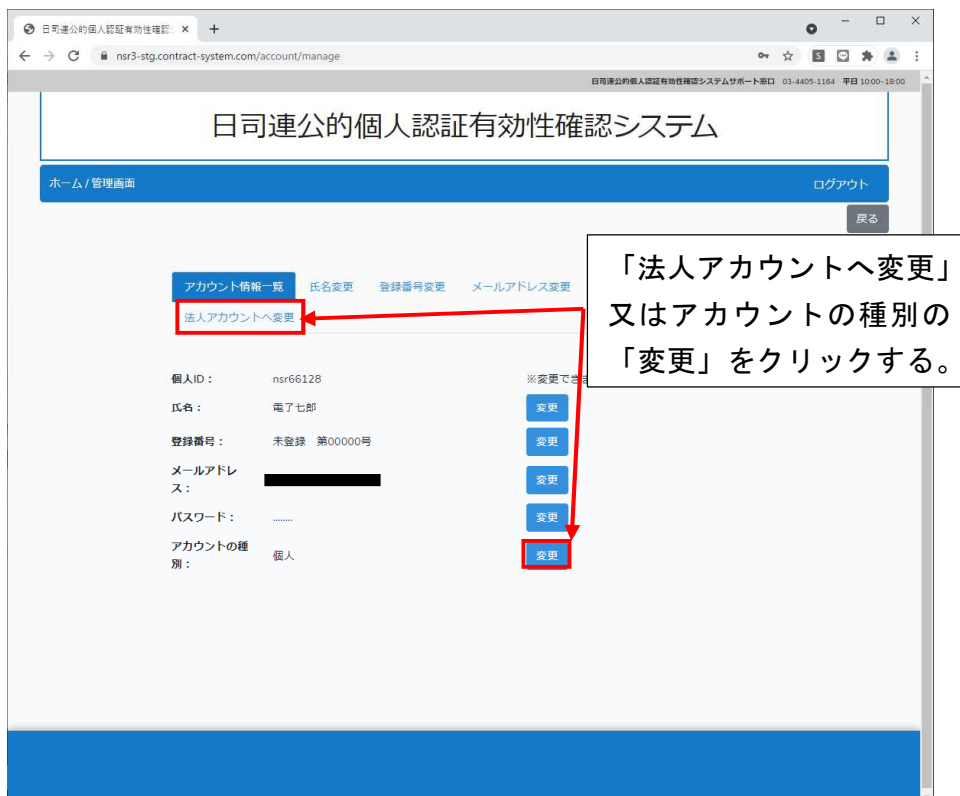 日司連公的個人認証有効性確認 × +
nsr3-stg.contract-system.com/account/manage
日司連公的個人認証有効性確認システムサポート窓口 03-4405-1164 平日 10:00~18:00
日司連公的個人認証有効性確認システム
ホーム / 管理画面 ログアウト
戻る
アカウント情報一覧 氏名変更 登録番号変更 メールアドレス変更
法人アカウントへ変更
「法人アカウントへ変更」
又はアカウントの種別の
「変更」をクリックする。
個人ID： nsr66128 ※変更でき
氏名： 電了七郎 変更
登録番号： 未登録 第00000号 変更
メールアドレ
ス： 変更
パスワード： ........ 変更
アカウントの種
別： 個人 変更